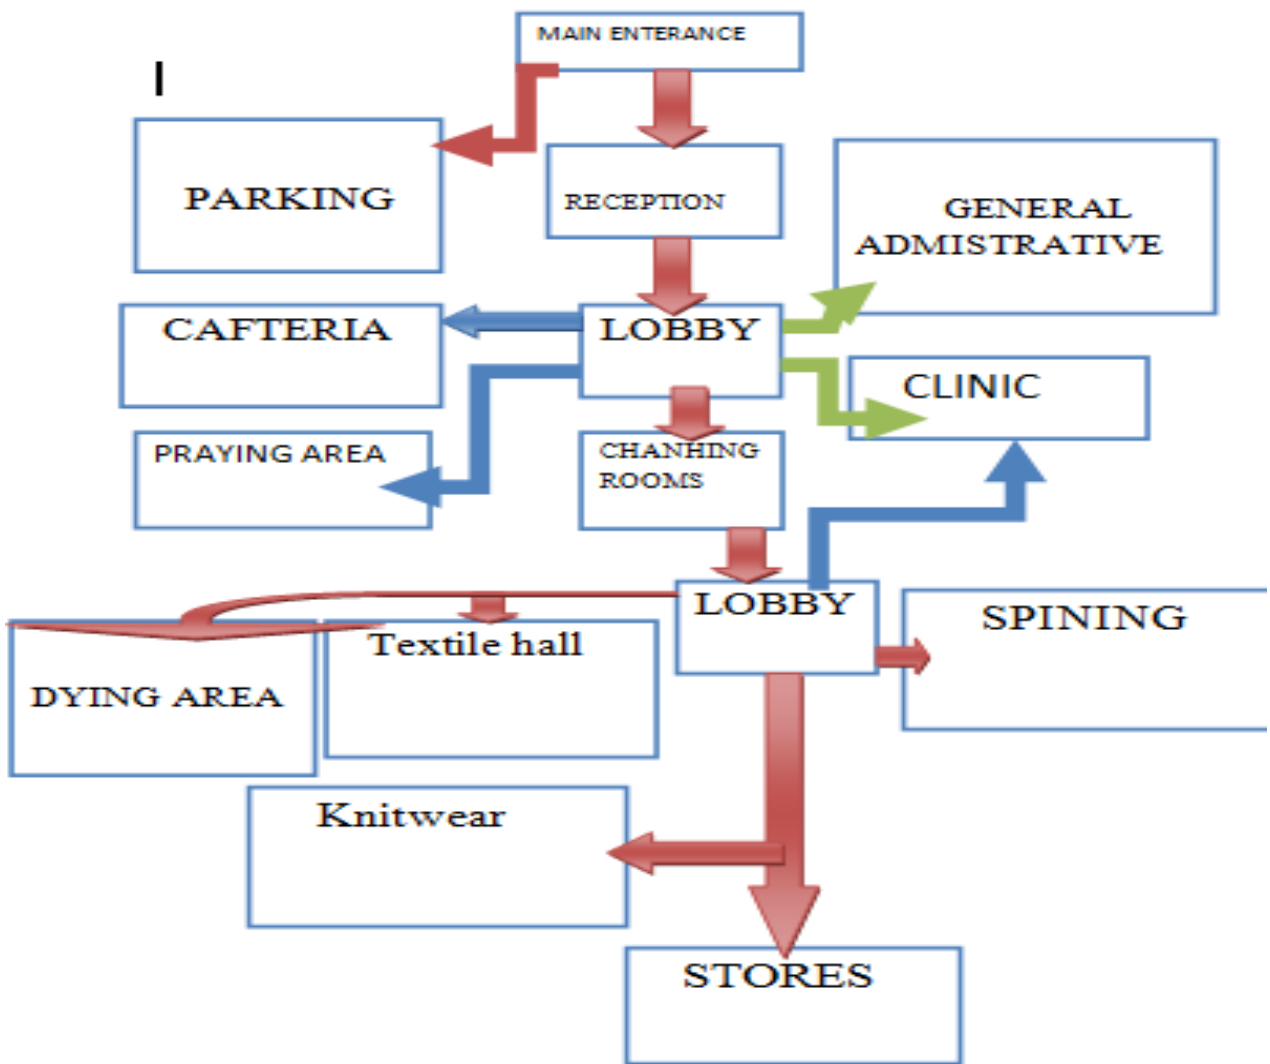 MAIN ENTERANCE
I
PARKING
RECEPTION
GENERAL
ADMISTRATIVE
CAFTERIA
LOBBY
CLINIC
PRAYING AREA
CHANHING
ROOMS
LOBBY
SPINING
Textile hall
DYING AREA
Knitwear
STORES